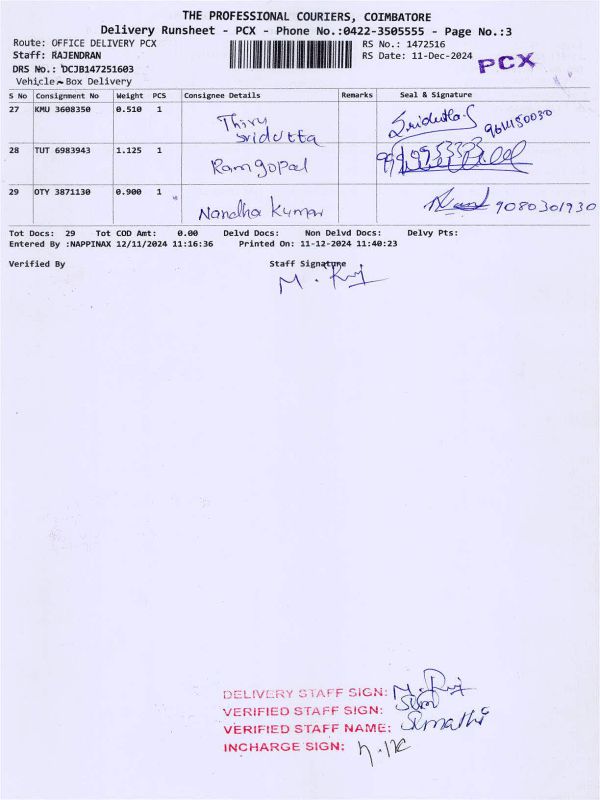 THE PROFESSIONAL COURIERS, COIMBATORE
Delivery Runsheet - PCX - Phone No.:0422-3505555 - Page No.:3
Route: OFFICE DELIVERY PCX
RS No.: 1472516
Staff: RAJENDRAN
RS Date: 11-Dec-2024
PCX
DRS No.: DCJB147251603
Vehicle - Box Delivery
S No Consignment No Weight PCS Consignee Details Remarks Seal & Signature
27 KMU 3608350 0.510 1 Thiru Sridutta
Sridutta.S
28 TUT 6983943 1.125 1 Ramgopal
29 OTY 3871130 0.900 1 Nandha Kumar 9080301930
Tot Docs: 29 Tot COD Amt: 0.00 Delvd Docs: Non Delvd Docs: Delvy Pts:
Entered By :NAPPINAX 12/11/2024 11:16:36 Printed On: 11-12-2024 11:40:23
Verified By Staff Signature
M. Raj
DELIVERY STAFF SIGN: M. Raj
VERIFIED STAFF SIGN:
VERIFIED STAFF NAME: Sumathi
INCHARGE SIGN: